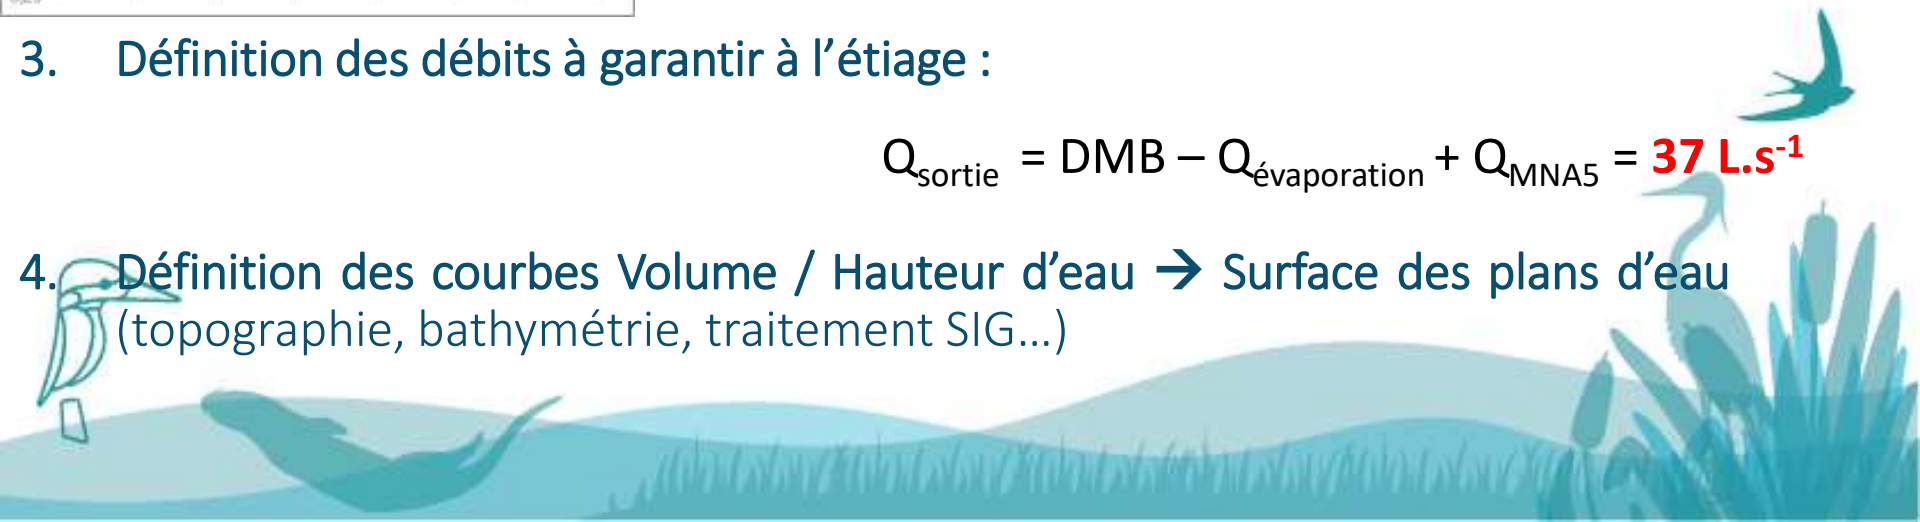 3. Définition des débits à garantir à l’étiage :
Qsortie = DMB – Qévaporation + QMNA5 = 37 L.s-1
4. Définition des courbes Volume / Hauteur d’eau → Surface des plans d’eau
(topographie, bathymétrie, traitement SIG…)